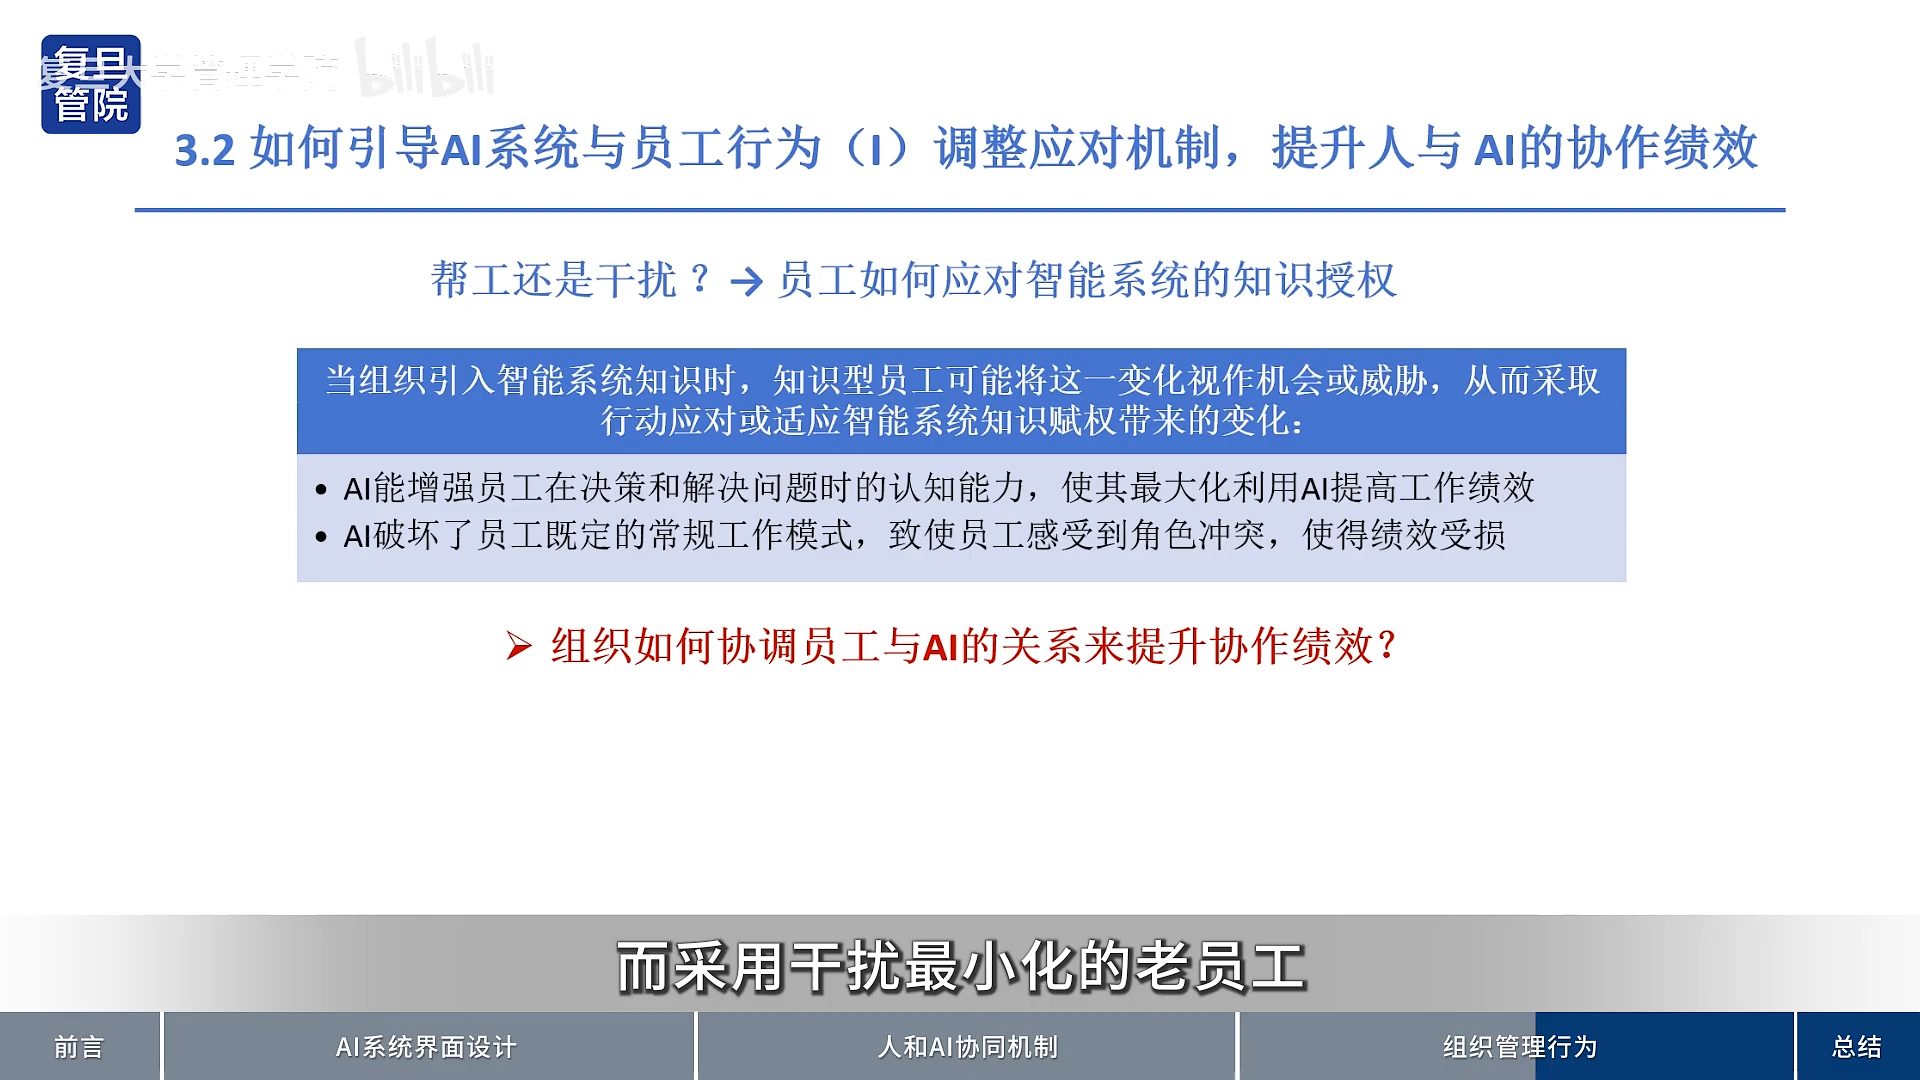 复旦
管院
复旦大学管理学院 bilibili
3.2 如何引导AI系统与员工行为（I）调整应对机制，提升人与 AI的协作绩效
帮工还是干扰？→ 员工如何应对智能系统的知识授权
当组织引入智能系统知识时，知识型员工可能将这一变化视作机会或威胁，从而采取
行动应对或适应智能系统知识赋权带来的变化：
• AI能增强员工在决策和解决问题时的认知能力，使其最大化利用AI提高工作绩效
• AI破坏了员工既定的常规工作模式，致使员工感受到角色冲突，使得绩效受损
➢ 组织如何协调员工与AI的关系来提升协作绩效？
而采用干扰最小化的老员工
前言
AI系统界面设计
人和AI协同机制
组织管理行为
总结